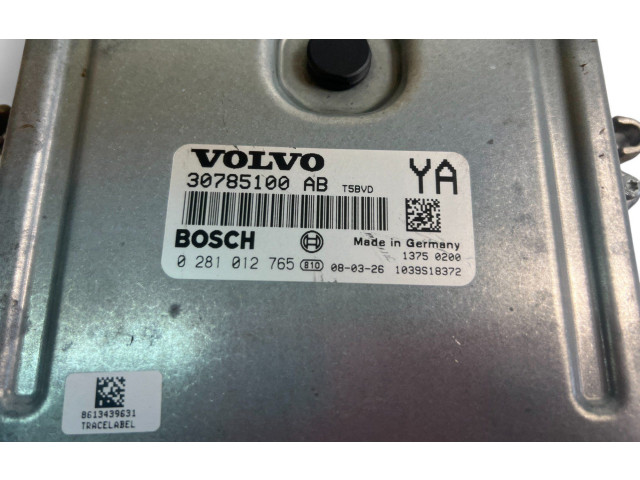 VOLVO
30785100 AB T5BVD
YA
BOSCH
Made in Germany
1375 0200
0 281 012 765 810 08-03-26 1039S18372
8613439631
TRACELABEL